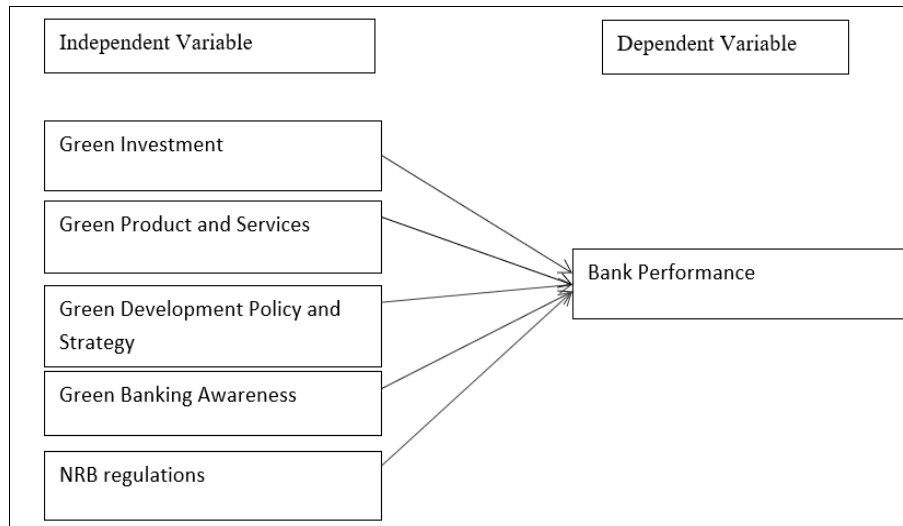 Independent Variable
Dependent Variable
Green Investment
Green Product and Services
Green Development Policy and
Strategy
Green Banking Awareness
NRB regulations
Bank Performance